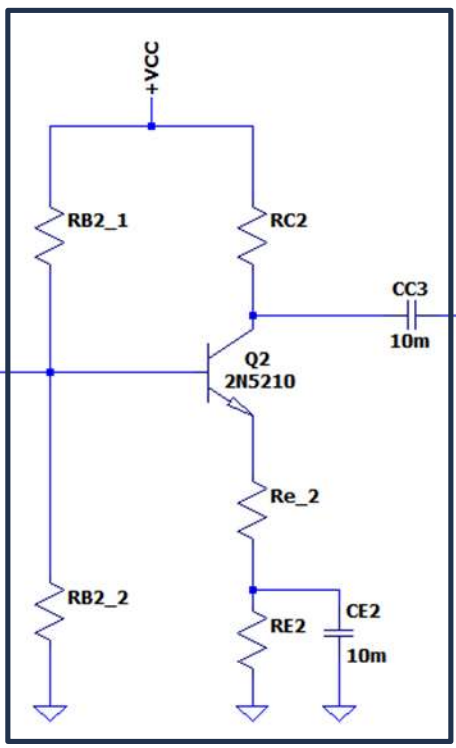 +VCC
RB2_1
RC2
CC3
10m
Q2
2N5210
Re_2
RB2_2
RE2
CE2
10m